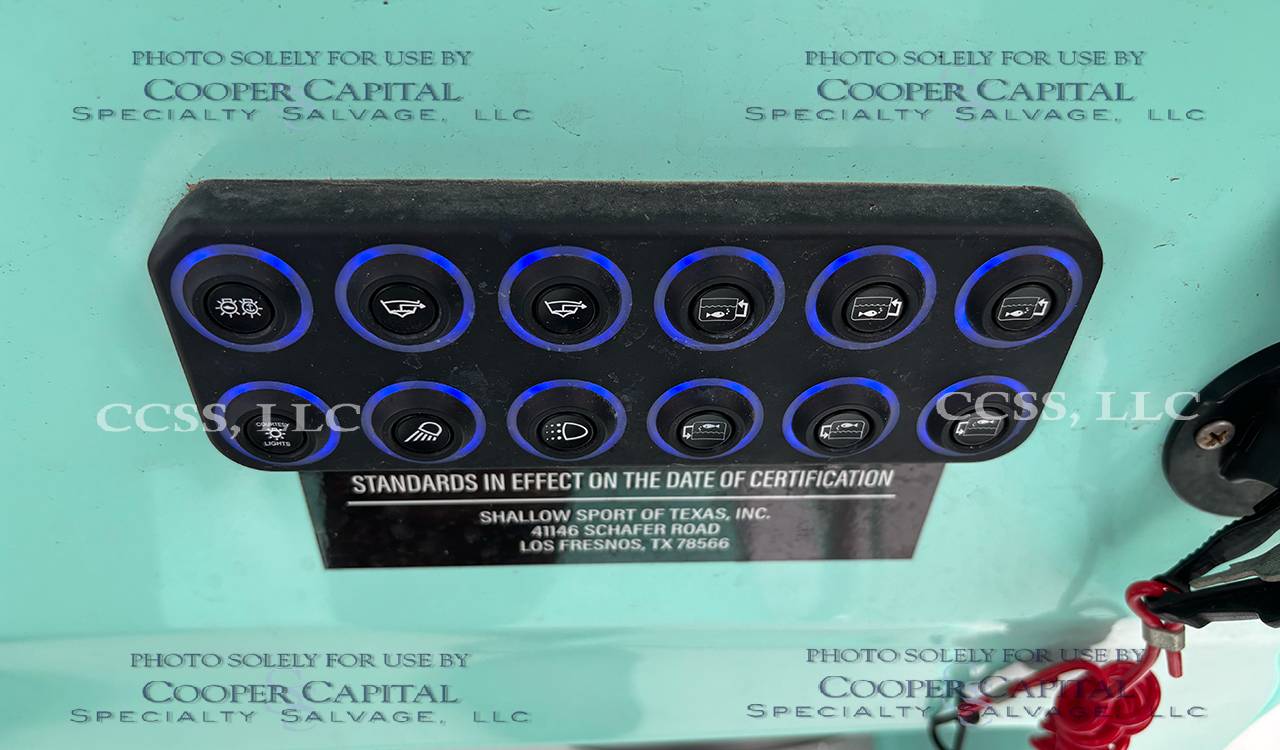 PHOTO SOLELY FOR USE BY
COOPER CAPITAL
SPECIALTY SALVAGE, LLC
PHOTO SOLELY FOR USE BY
COOPER CAPITAL
SPECIALTY SALVAGE, LLC
CCSS, LLC
COURTESY
LIGHTS
CCSS, LLC
STANDARDS IN EFFECT ON THE DATE OF CERTIFICATION
SHALLOW SPORT OF TEXAS, INC.
41146 SCHAFER ROAD
LOS FRESNOS, TX 78566
PHOTO SOLELY FOR USE BY
COOPER CAPITAL
SPECIALTY SALVAGE, LLC
PHOTO SOLELY FOR USE BY
COOPER CAPITAL
SPECIALTY SALVAGE, LLC